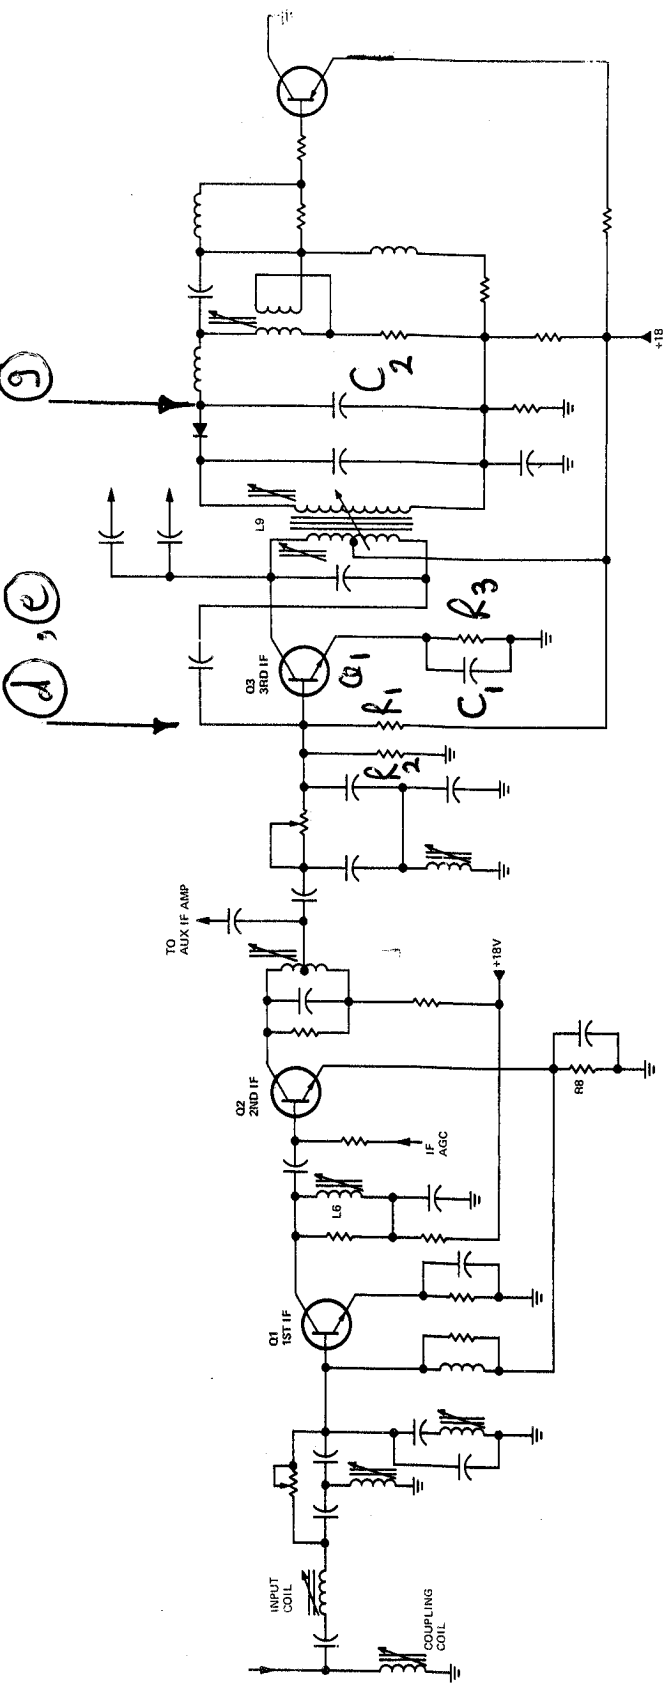 g
d, e
C2
L9
Q3
3RD IF
Q1
R3
C1
R1
R2
+18
TO
AUX IF AMP
+18V
Q2
2ND IF
IF
AGC
R8
L6
Q1
1ST IF
INPUT
COIL
COUPLING
COIL